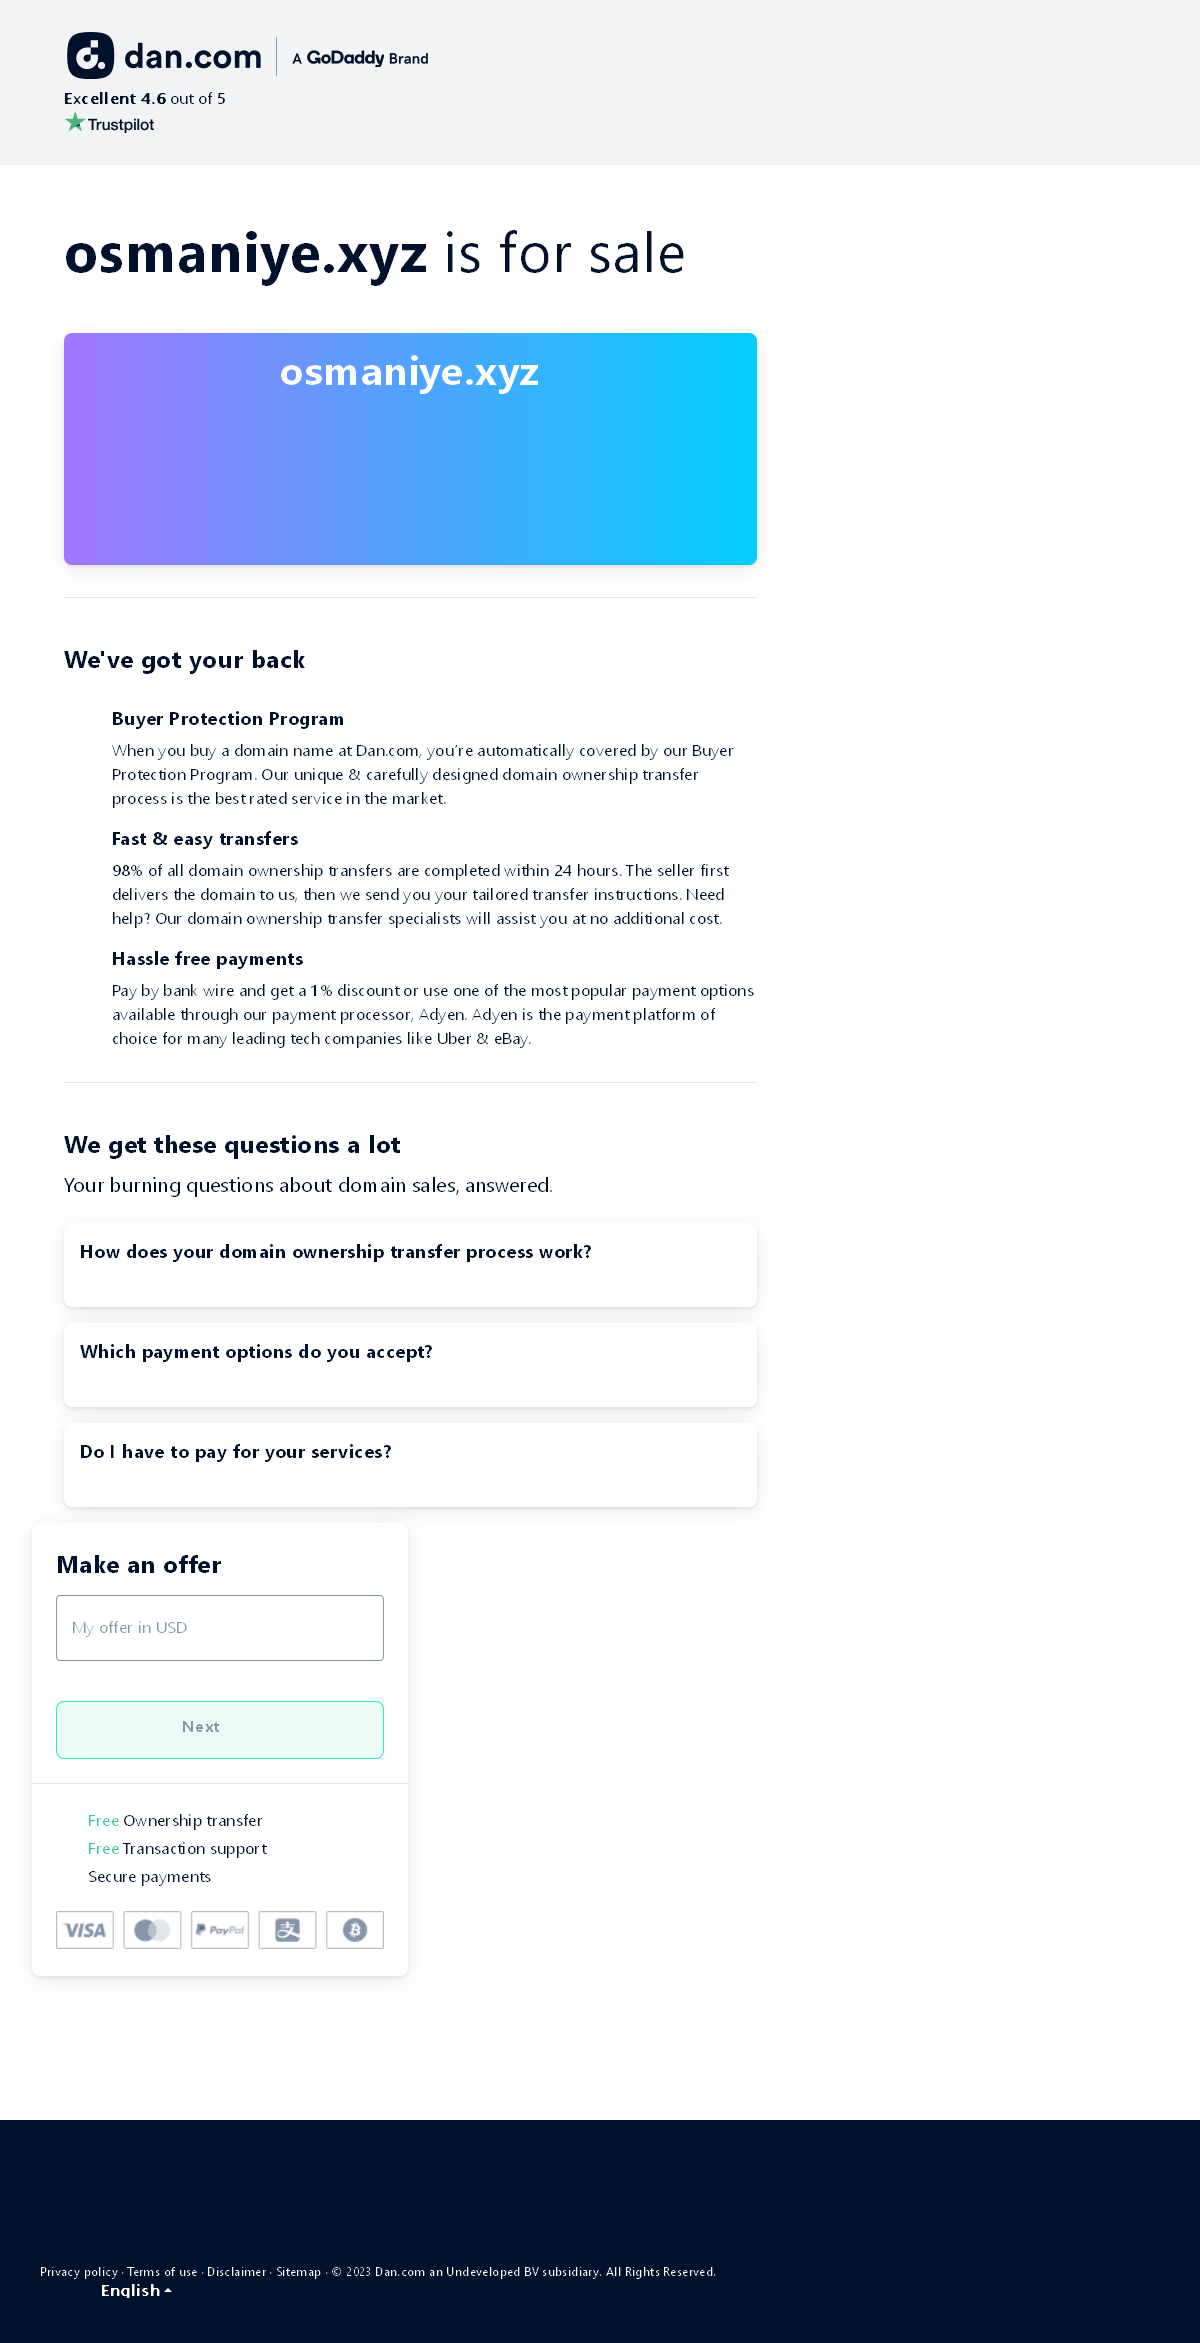 dan.com A GoDaddy Brand
Excellent 4.6 out of 5
Trustpilot
osmaniye.xyz is for sale
osmaniye.xyz
We've got your back
Buyer Protection Program
When you buy a domain name at Dan.com, you’re automatically covered by our Buyer
Protection Program. Our unique & carefully designed domain ownership transfer
process is the best rated service in the market.
Fast & easy transfers
98% of all domain ownership transfers are completed within 24 hours. The seller first
delivers the domain to us, then we send you your tailored transfer instructions. Need
help? Our domain ownership transfer specialists will assist you at no additional cost.
Hassle free payments
Pay by bank wire and get a 1% discount or use one of the most popular payment options
available through our payment processor, Adyen. Adyen is the payment platform of
choice for many leading tech companies like Uber & eBay.
We get these questions a lot
Your burning questions about domain sales, answered.
How does your domain ownership transfer process work?
Which payment options do you accept?
Do I have to pay for your services?
Make an offer
My offer in USD
Next
Free Ownership transfer
Free Transaction support
Secure payments
VISA PayPal 支
Privacy policy · Terms of use · Disclaimer · Sitemap · © 2023 Dan.com an Undeveloped BV subsidiary. All Rights Reserved.
English